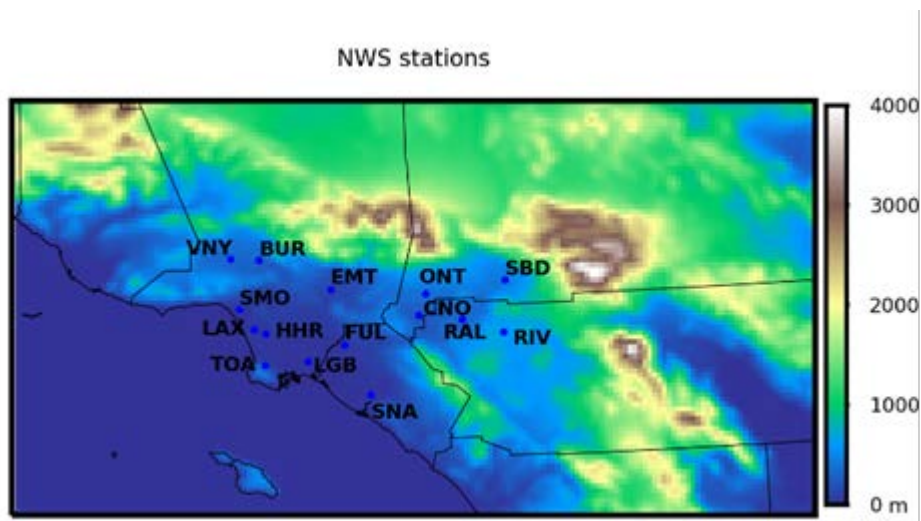 NWS stations
4000
3000
2000
1000
0 m
VNY
BUR
EMT
ONT
SBD
SMO
CNO
LAX
HHR
FUL
RAL
RIV
TOA
LGB
SNA